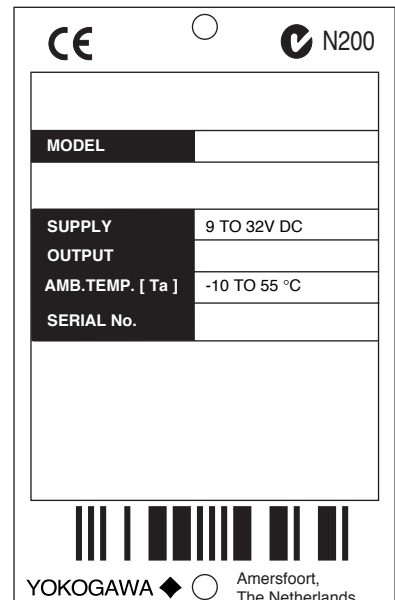 CE N200
MODEL
SUPPLY 9 TO 32V DC
OUTPUT
AMB.TEMP. [ Ta ] -10 TO 55 °C
SERIAL No.
YOKOGAWA ◆ Amersfoort,
The Netherlands